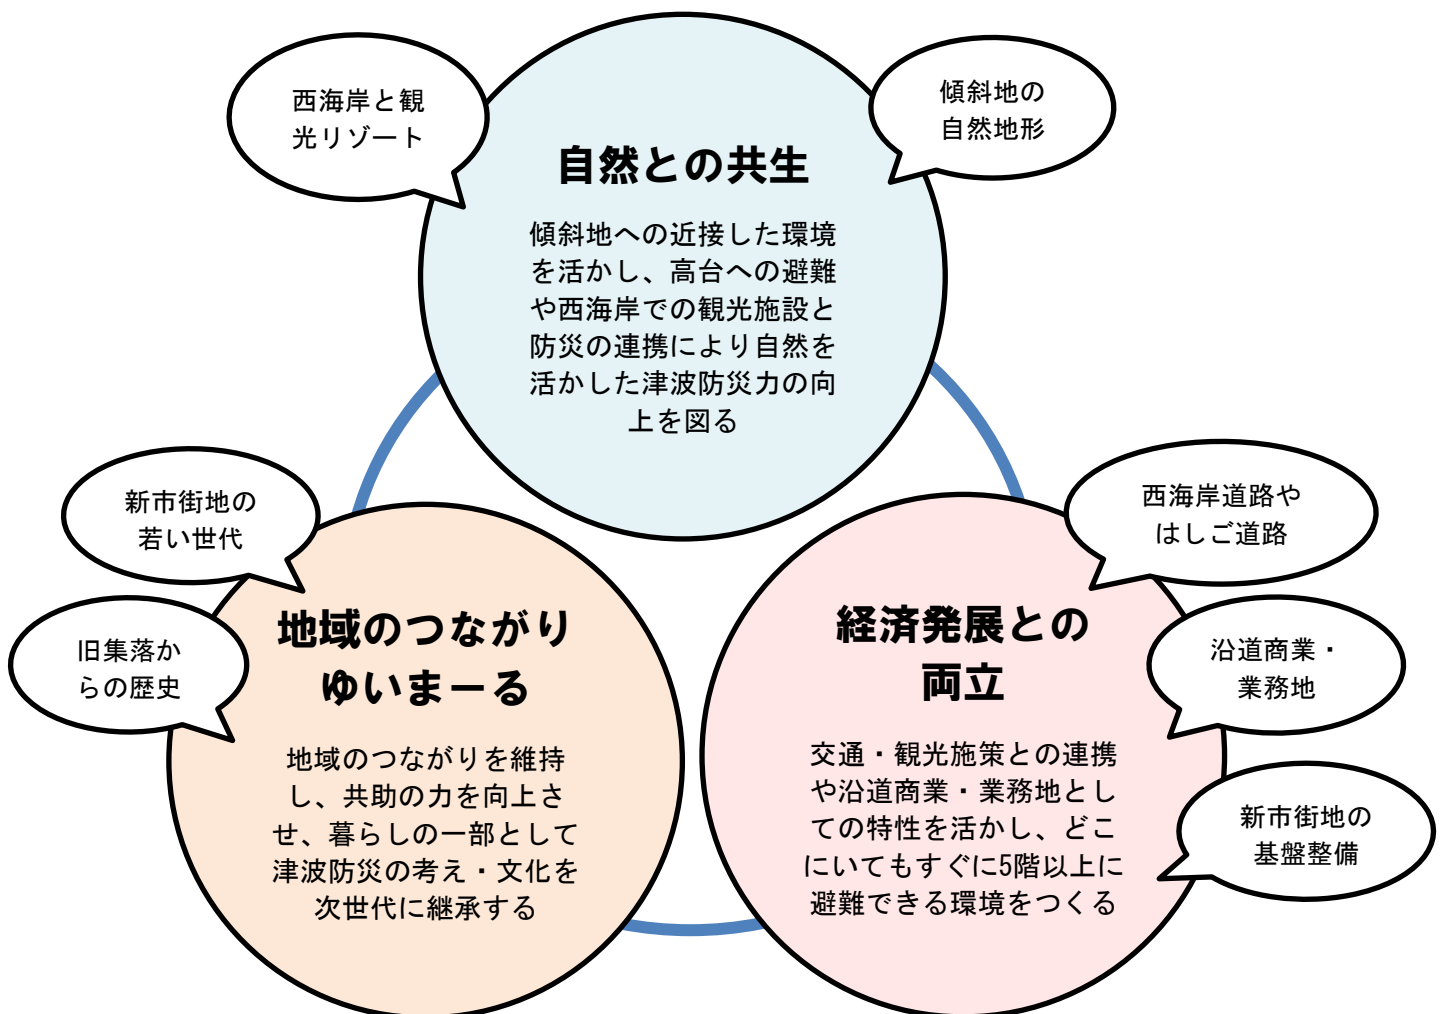 西海岸と観
光リゾート
傾斜地の
自然地形
自然との共生
傾斜地への近接した環境
を活かし、高台への避難
や西海岸での観光施設と
防災の連携により自然を
活かした津波防災力の向
上を図る
新市街地の
若い世代
旧集落か
らの歴史
地域のつながり
ゆいまーる
地域のつながりを維持
し、共助の力を向上さ
せ、暮らしの一部として
津波防災の考え・文化を
次世代に継承する
西海岸道路や
はしご道路
沿道商業・
業務地
新市街地の
基盤整備
経済発展との
両立
交通・観光施策との連携
や沿道商業・業務地とし
ての特性を活かし、どこ
にいてもすぐに5階以上に
避難できる環境をつくる